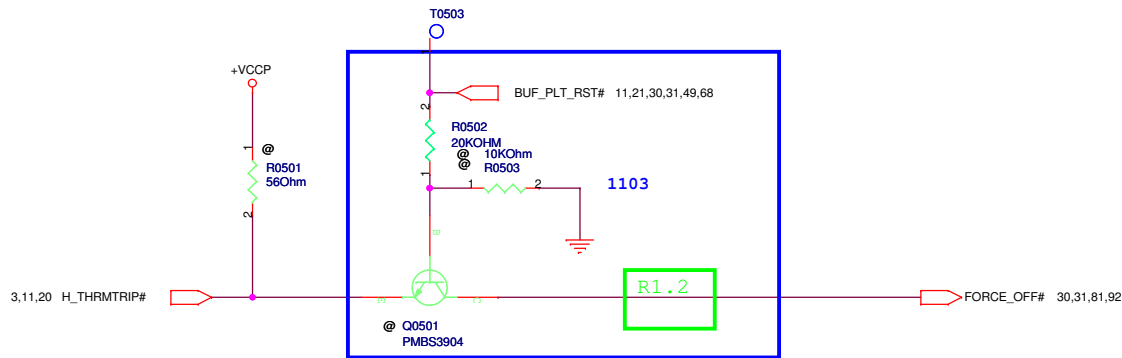 T0503
+VCCP
BUF_PLT_RST# 11,21,30,31,49,68
2
R0502
20KOHM
@
1
@
10KOhm
@
R0501
56Ohm
R0503
1
1
2
1103
2
B
3,11,20 H_THRMTRIP#
E
C
R1.2
FORCE_OFF# 30,31,81,92
@ Q0501
PMBS3904